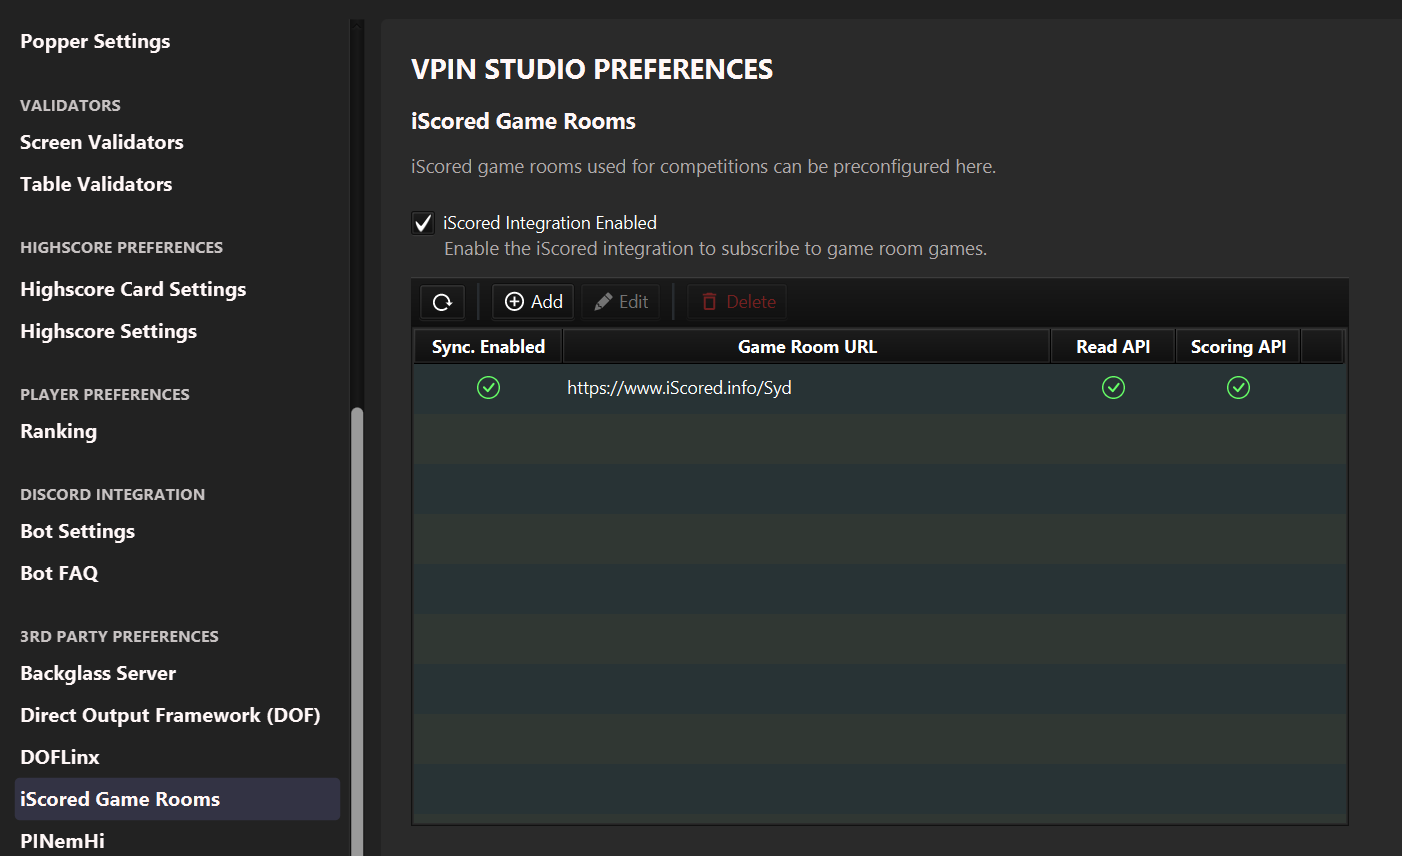 Popper Settings
VALIDATORS
Screen Validators
Table Validators
HIGHSCORE PREFERENCES
Highscore Card Settings
Highscore Settings
PLAYER PREFERENCES
Ranking
DISCORD INTEGRATION
Bot Settings
Bot FAQ
3RD PARTY PREFERENCES
Backglass Server
Direct Output Framework (DOF)
DOFLinx
iScored Game Rooms
PINemHi
VPIN STUDIO PREFERENCES
iScored Game Rooms
iScored game rooms used for competitions can be preconfigured here.
iScored Integration Enabled
Enable the iScored integration to subscribe to game room games.
Add Edit Delete
Sync. Enabled Game Room URL Read API Scoring API
https://www.iScored.info/Syd